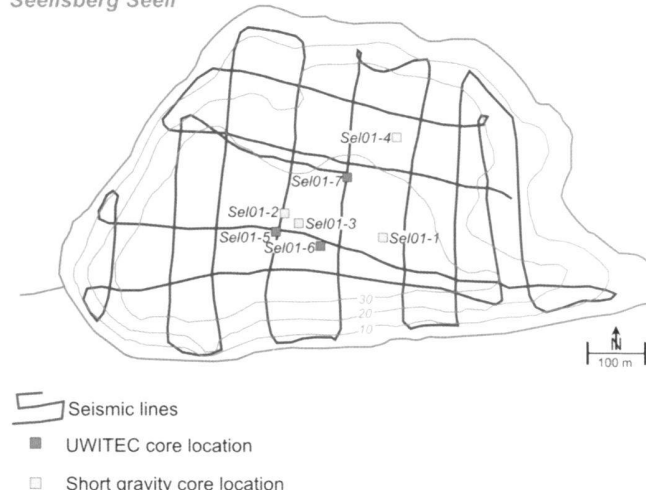 Seelisberg Seeli
Sel01-4
Sel01-7
Sel01-2
Sel01-3
Sel01-5
Sel01-6
Sel01-1
30
20
10
N
100 m
Seismic lines
UWITEC core location
Short gravity core location